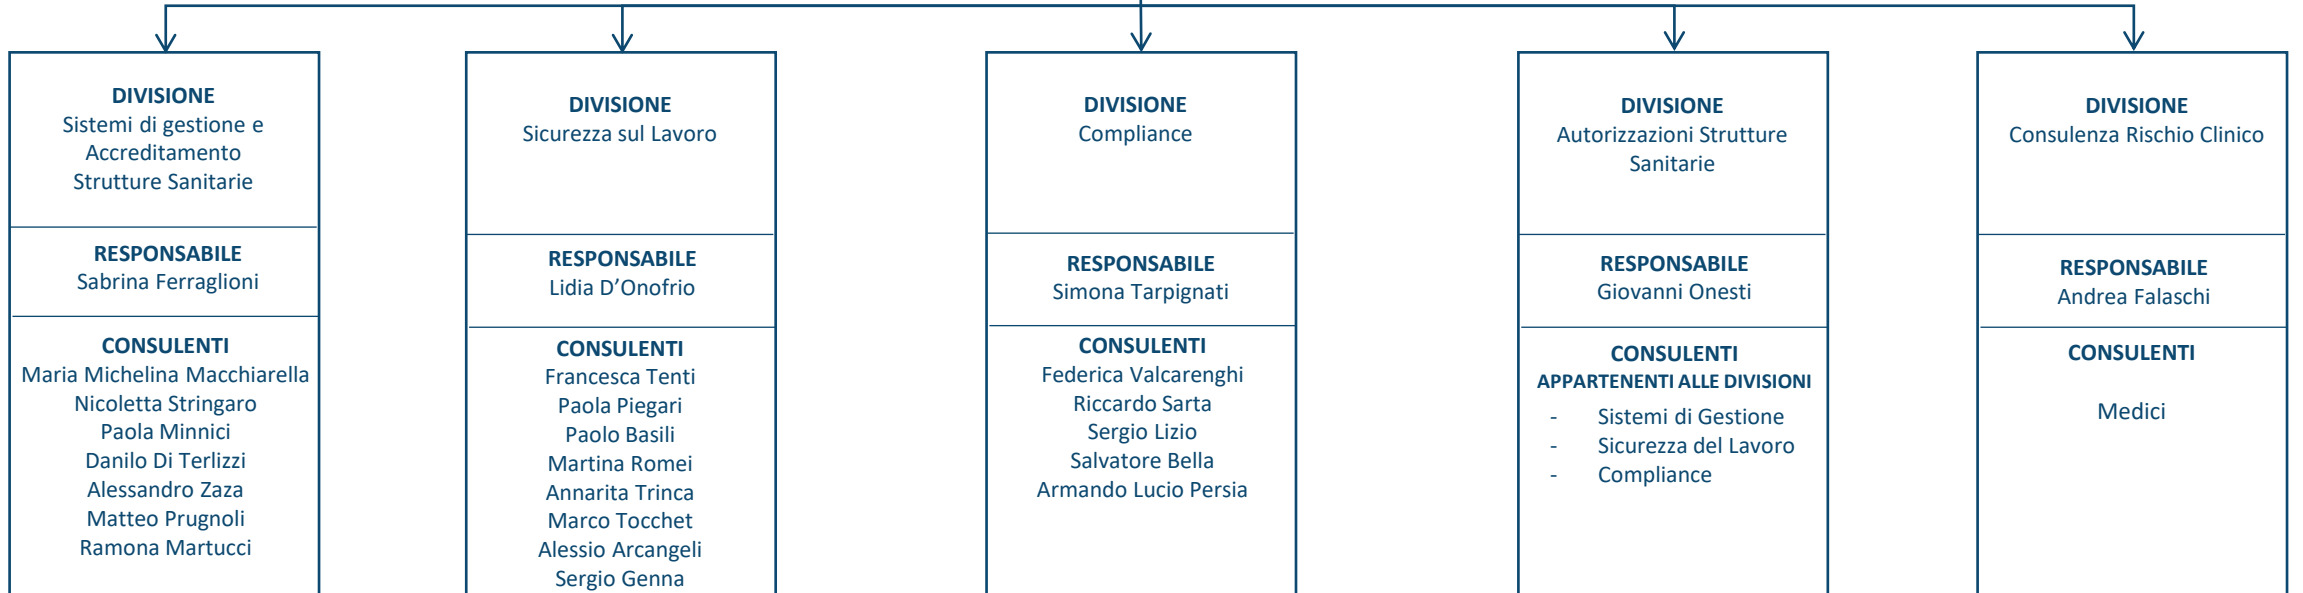 DIVISIONE
Sistemi di gestione e
Accreditamento
Strutture Sanitarie
RESPONSABILE
Sabrina Ferraglioni
CONSULENTI
Maria Michelina Macchiarella
Nicoletta Stringaro
Paola Minnici
Danilo Di Terlizzi
Alessandro Zaza
Matteo Prugnoli
Ramona Martucci
DIVISIONE
Sicurezza sul Lavoro
RESPONSABILE
Lidia D’Onofrio
CONSULENTI
Francesca Tenti
Paola Piegari
Paolo Basili
Martina Romei
Annarita Trinca
Marco Tocchet
Alessio Arcangeli
Sergio Genna
DIVISIONE
Compliance
RESPONSABILE
Simona Tarpignati
CONSULENTI
Federica Valcarenghi
Riccardo Sarta
Sergio Lizio
Salvatore Bella
Armando Lucio Persia
DIVISIONE
Autorizzazioni Strutture
Sanitarie
RESPONSABILE
Giovanni Onesti
CONSULENTI
APPARTENENTI ALLE DIVISIONI
- Sistemi di Gestione
- Sicurezza del Lavoro
- Compliance
DIVISIONE
Consulenza Rischio Clinico
RESPONSABILE
Andrea Falaschi
CONSULENTI
Medici